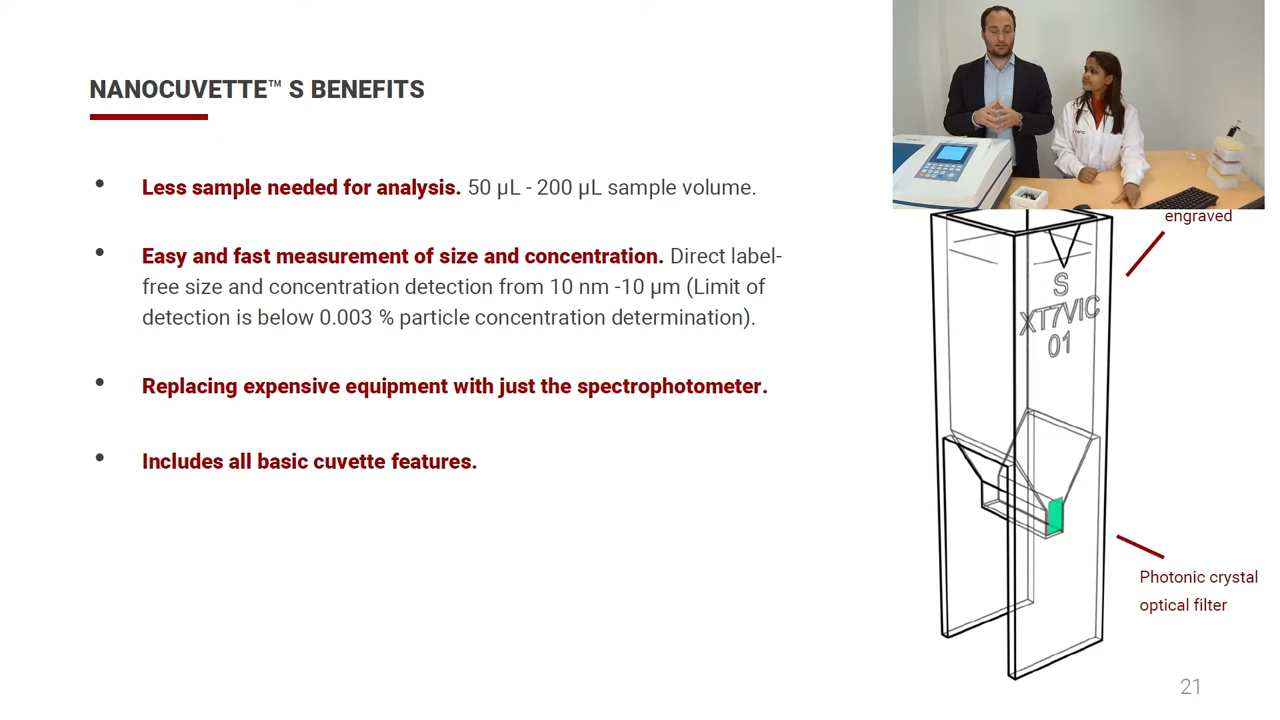 NANOCUVETTE™ S BENEFITS
• Less sample needed for analysis. 50 µL - 200 µL sample volume.
• Easy and fast measurement of size and concentration. Direct label-
free size and concentration detection from 10 nm -10 µm (Limit of
detection is below 0.003 % particle concentration determination).
• Replacing expensive equipment with just the spectrophotometer.
• Includes all basic cuvette features.
engraved
S
XT7VIC
01
Photonic crystal
optical filter
21